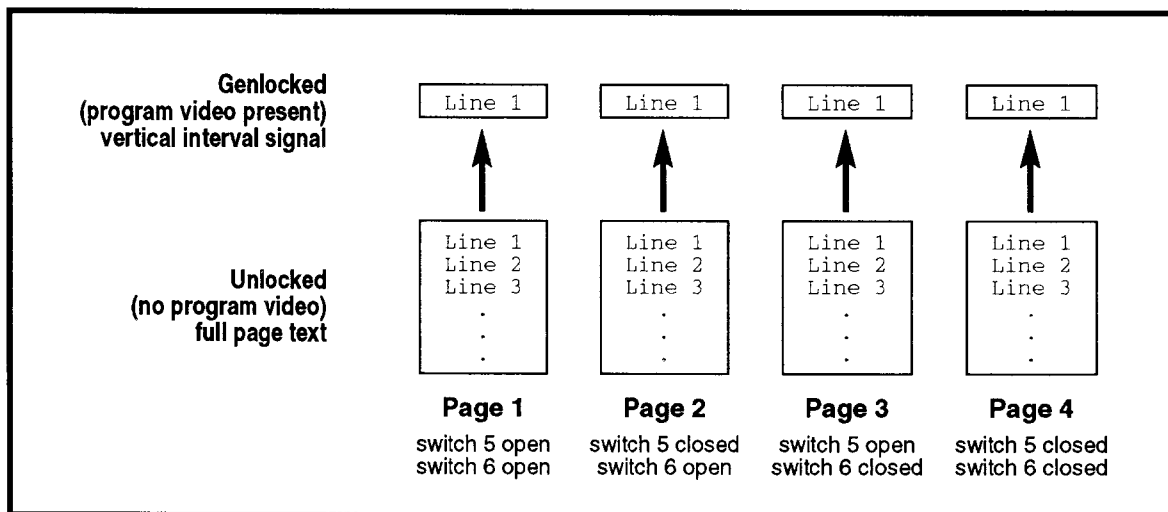 Genlocked
(program video present)
vertical interval signal
Line 1
Line 1
Line 1
Line 1
Unlocked
(no program video)
full page text
Line 1
Line 2
Line 3
.
.
.
Line 1
Line 2
Line 3
.
.
.
Line 1
Line 2
Line 3
.
.
.
Line 1
Line 2
Line 3
.
.
.
Page 1
switch 5 open
switch 6 open
Page 2
switch 5 closed
switch 6 open
Page 3
switch 5 open
switch 6 closed
Page 4
switch 5 closed
switch 6 closed